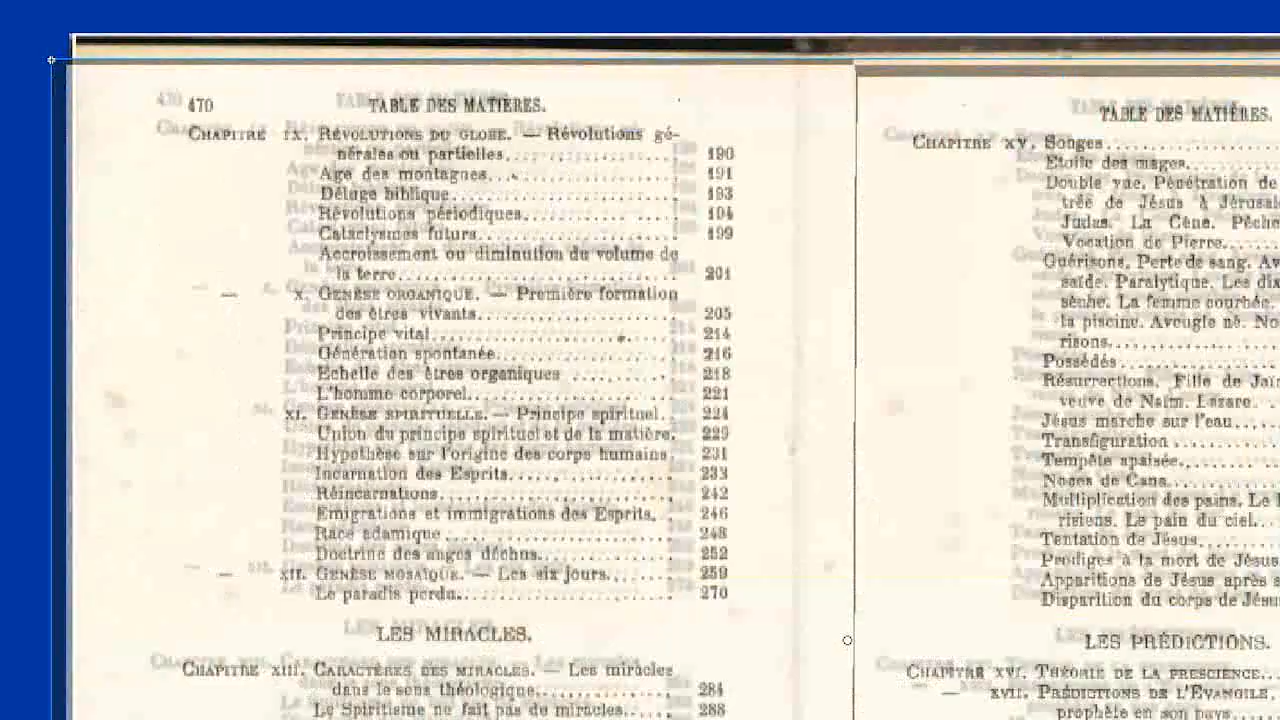 470 TABLE DES MATIÈRES.
CHAPITRE IX. RÉVOLUTIONS DU GLOBE. — Révolutions gé-
nérales ou partielles.............. 190
Age des montagnes................ 191
Déluge biblique................... 193
Révolutions périodiques........... 194
Cataclysmes futurs................ 199
Accroissement ou diminution du volume de
la terre......................... 201
— X. GENÈSE ORGANIQUE. — Première formation
des êtres vivants................. 205
Principe vital.................... 214
Génération spontanée.............. 216
Échelle des êtres organiques ........ 218
L'homme corporel.................. 221
XI. GENÈSE SPIRITUELLE. — Principe spirituel.. 224
Union du principe spirituel et de la matière. 229
Hypothèse sur l'origine des corps humains. 231
Incarnation des Esprits........... 233
Réincarnations.................... 242
Émigrations et immigrations des Esprits. . 246
Race adamique .................... 248
Doctrine des anges déchus......... 252
— XII. GENÈSE MOSAÏQUE. — Les six jours....... 259
Le paradis perdu.................. 270
LES MIRACLES.
CHAPITRE XIII. CARACTÈRES DES MIRACLES. — Les miracles
dans le sens théologique.......... 284
Le Spiritisme ne fait pas de miracles..... 288
TABLE DES MATIÈRES.
CHAPITRE XV. Songes..............
Étoile des mages...........
Double vue. Pénétration de
trée de Jésus à Jérusal
Judas. La Cène. Pêche
Vocation de Pierre......
Guérisons. Perte de sang. Av
saïde. Paralytique. Les dix
sèche. La femme courbée.
la piscine. Aveugle né. No
risons..............
Possédés..............
Résurrections. Fille de Jaï
veuve de Naïm. Lazare. .
Jésus marche sur l'eau....
Transfiguration ...........
Tempête apaisée...........
Noces de Cana.............
Multiplication des pains. Le
risiens. Le pain du ciel...
Tentation de Jésus........
Prodiges à la mort de Jésus
Apparitions de Jésus après s
Disparition du corps de Jésu
LES PRÉDICTIONS.
CHAPITRE XVI. THÉORIE DE LA PRESCIENCE...
— XVII. PRÉDICTIONS DE L'ÉVANGILE.
prophète en son pays......